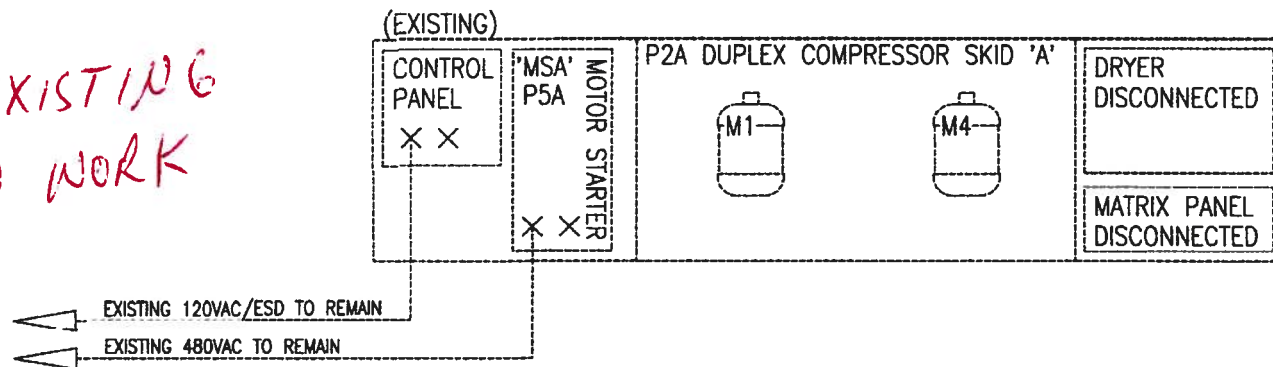 (EXISTING)
XISTING
WORK
CONTROL
PANEL
'MSA'
P5A
MOTOR STARTER
P2A DUPLEX COMPRESSOR SKID 'A'
M1
M4
DRYER
DISCONNECTED
MATRIX PANEL
DISCONNECTED
EXISTING 120VAC/ESD TO REMAIN
EXISTING 480VAC TO REMAIN